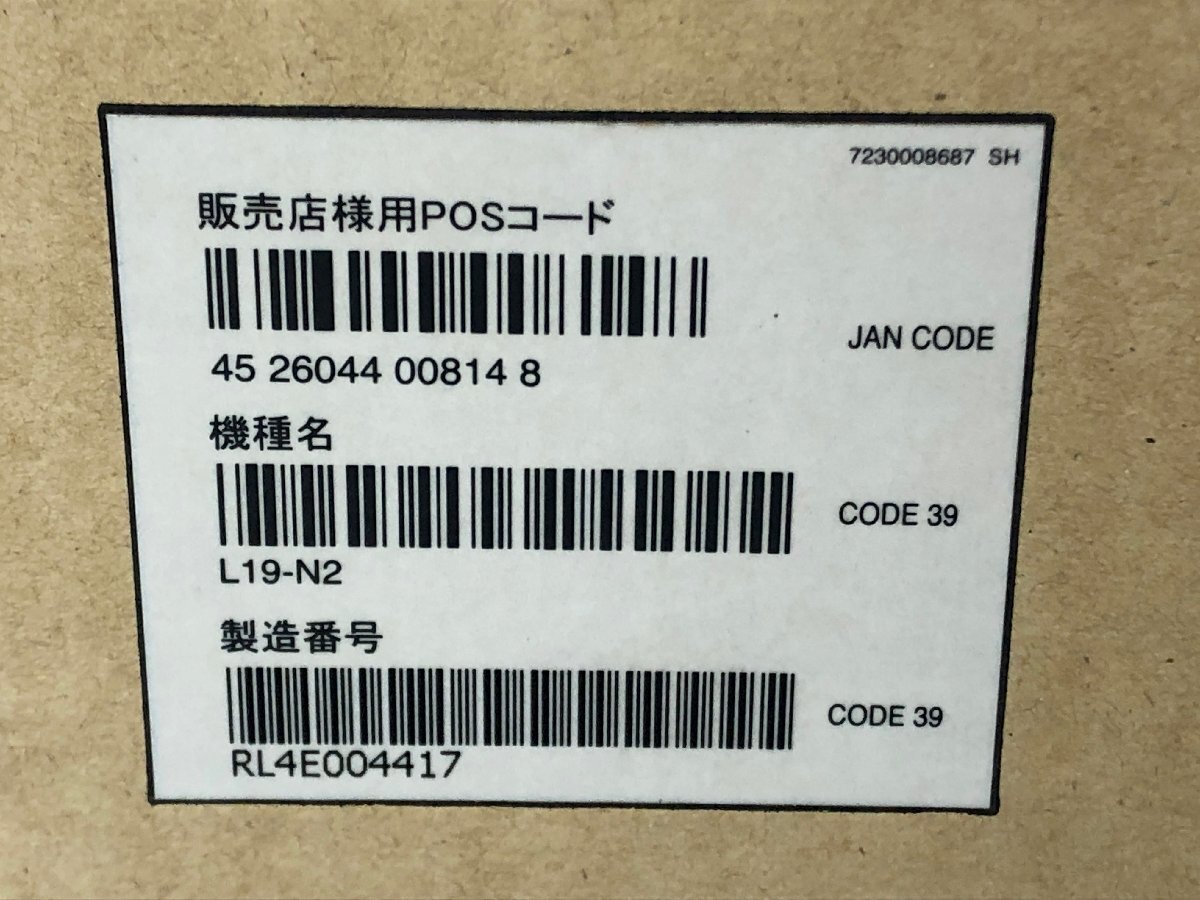 7230008687 SH
販売店様用POSコード
JAN CODE
45 26044 00814 8
機種名
CODE 39
L19-N2
製造番号
CODE 39
RL4E004417